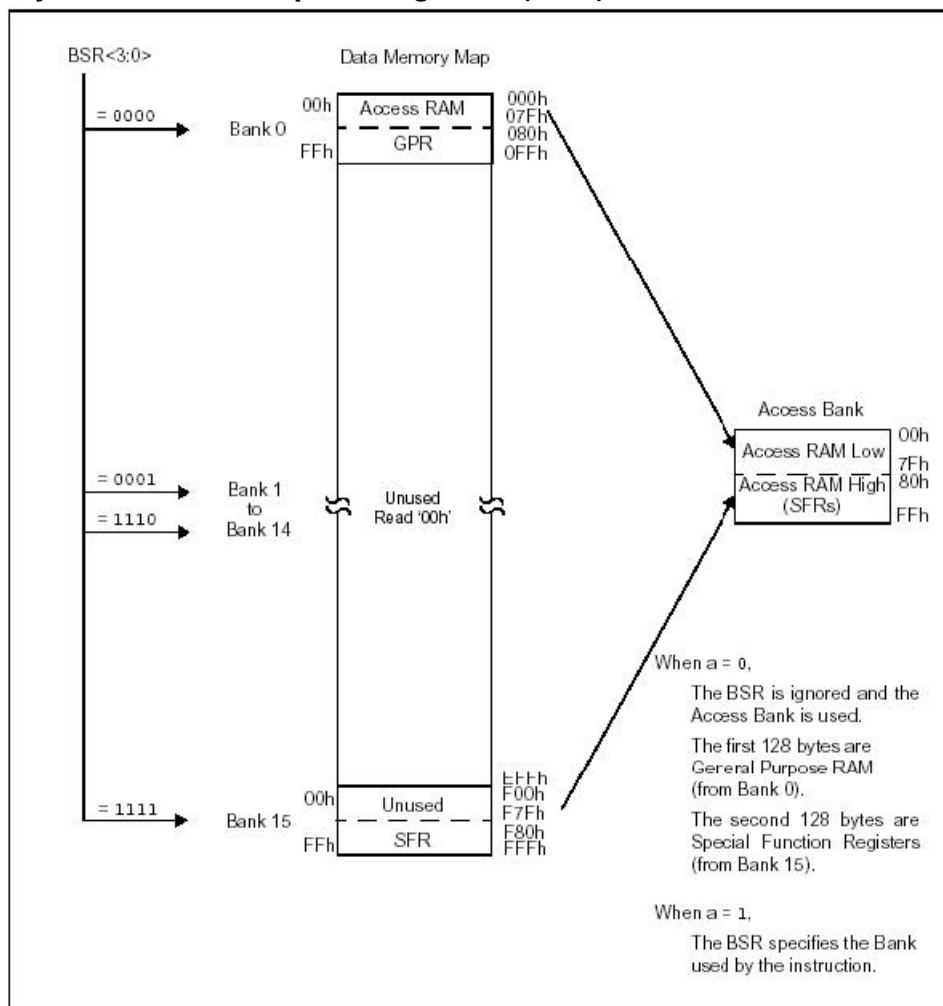 BSR<3:0>
Data Memory Map
= 0000
Bank 0
00h
FFh
Access RAM
GPR
000h
07Fh
080h
0FFh
= 0001
Bank 1
to
= 1110
Bank 14
Unused
Read '00h'
Access Bank
Access RAM Low
Access RAM High
(SFRs)
00h
7Fh
80h
FFh
= 1111
Bank 15
00h
FFh
Unused
SFR
EFFh
F00h
F7Fh
F80h
FFFh
When a = 0,
The BSR is ignored and the
Access Bank is used.
The first 128 bytes are
General Purpose RAM
(from Bank 0).
The second 128 bytes are
Special Function Registers
(from Bank 15).
When a = 1,
The BSR specifies the Bank
used by the instruction.